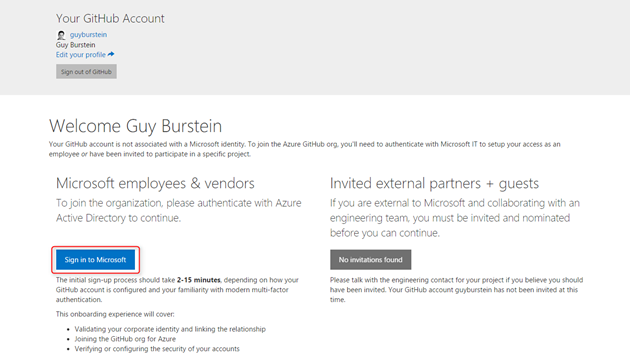 Your GitHub Account
guyburstein
Guy Burstein
Edit your profile
Sign out of GitHub
Welcome Guy Burstein
Your GitHub account is not associated with a Microsoft identity. To join the Azure GitHub org, you'll need to authenticate with Microsoft IT to setup your access as an
employee or have been invited to participate in a specific project.
Microsoft employees & vendors
To join the organization, please authenticate with Azure
Active Directory to continue.
Sign in to Microsoft
The initial sign-up process should take 2-15 minutes, depending on how your
GitHub account is configured and your familiarity with modern multi-factor
authentication.
This onboarding experience will cover:
• Validating your corporate identity and linking the relationship
• Joining the GitHub org for Azure
• Verifying or configuring the security of your accounts
Invited external partners + guests
If you are external to Microsoft and collaborating with an
engineering team, you must be invited and nominated
before you can continue.
No invitations found
Please talk with the engineering contact for your project if you believe you should
have been invited. Your GitHub account guyburstein has not been invited at this
time.